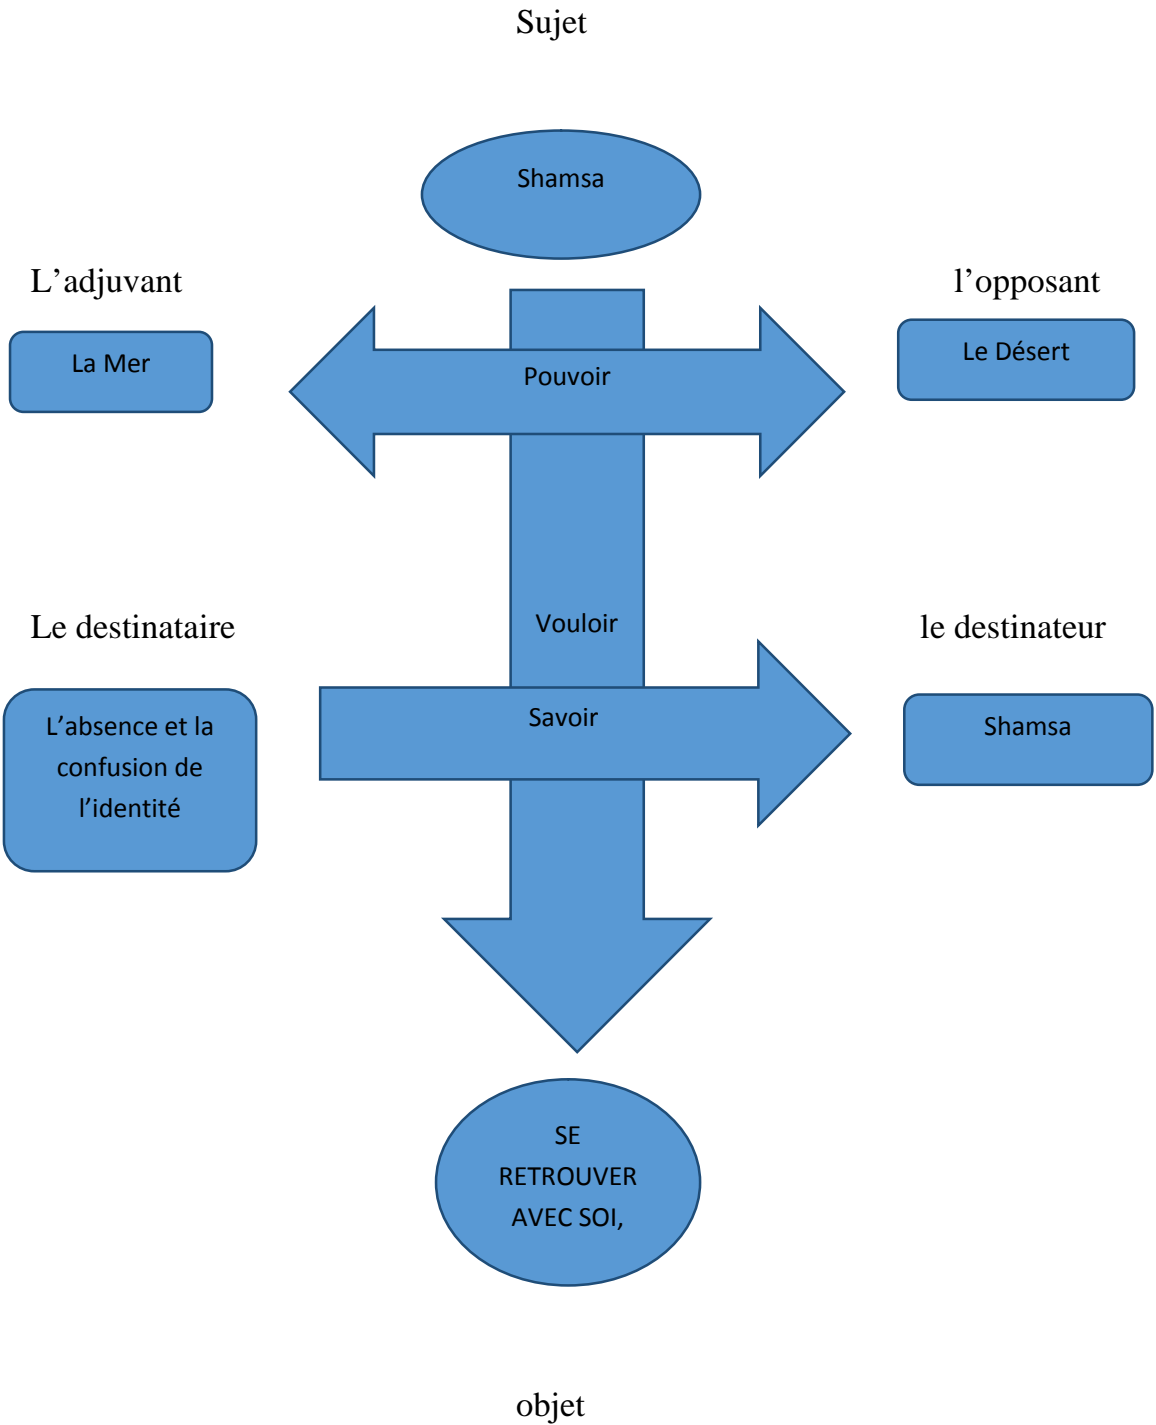 Sujet
Shamsa
L’adjuvant
l’opposant
La Mer
Le Désert
Pouvoir
Le destinataire
Vouloir
le destinateur
L’absence et la
confusion de
l’identité
Savoir
Shamsa
SE
RETROUVER
AVEC SOI,
objet